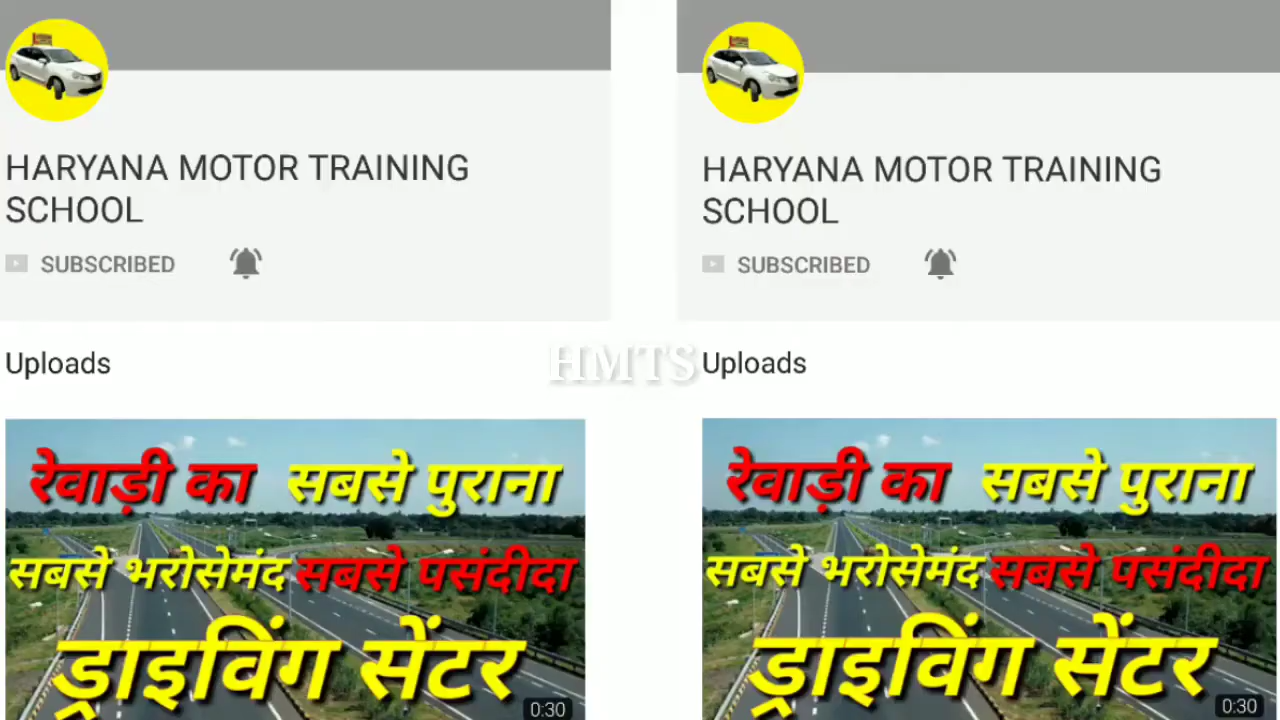 HARYANA MOTOR TRAINING
SCHOOL
SUBSCRIBED
Uploads
रेवाड़ी का सबसे पुराना
सबसे भरोसेमंद सबसे पसंदीदा
ड्राइविंग सेंटर
0:30
HMTS
HARYANA MOTOR TRAINING
SCHOOL
SUBSCRIBED
Uploads
रेवाड़ी का सबसे पुराना
सबसे भरोसेमंद सबसे पसंदीदा
ड्राइविंग सेंटर
0:30